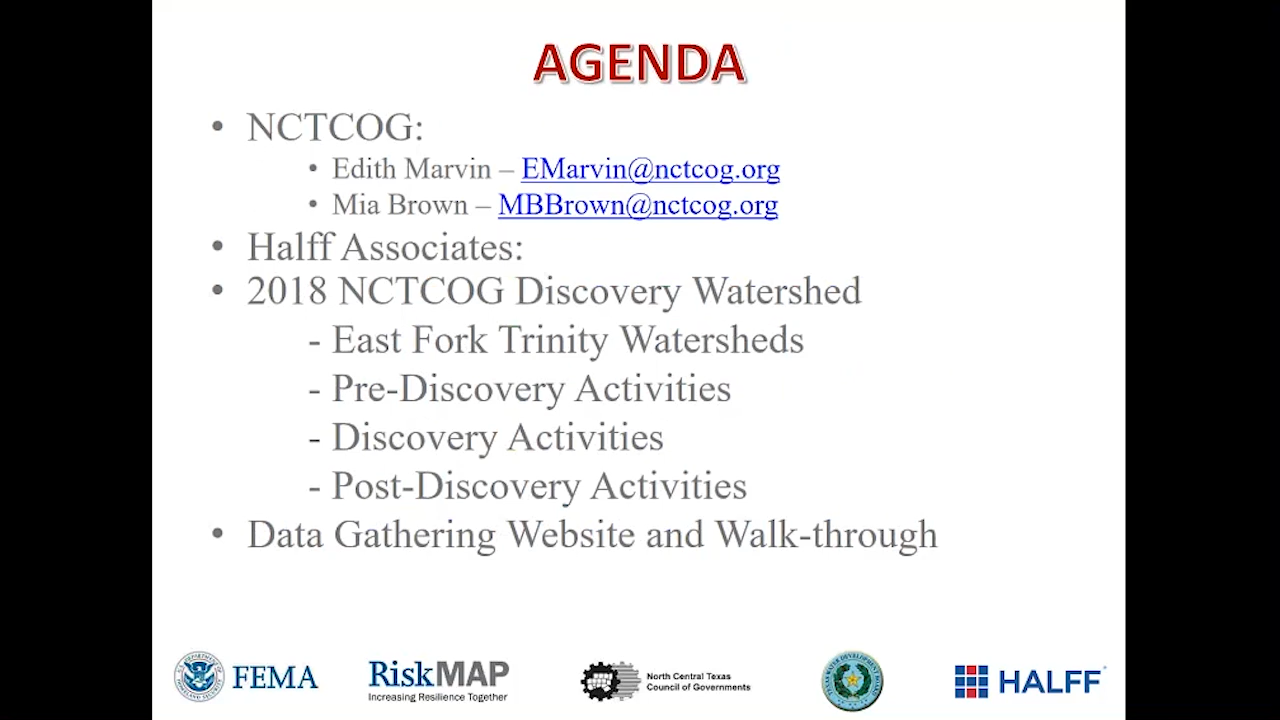 AGENDA
• NCTCOG:
• Edith Marvin – EMarvin@nctcog.org
• Mia Brown – MBBrown@nctcog.org
• Halff Associates:
• 2018 NCTCOG Discovery Watershed
- East Fork Trinity Watersheds
- Pre-Discovery Activities
- Discovery Activities
- Post-Discovery Activities
• Data Gathering Website and Walk-through
FEMA
RiskMAP
Increasing Resilience Together
North Central Texas
Council of Governments
HALFF